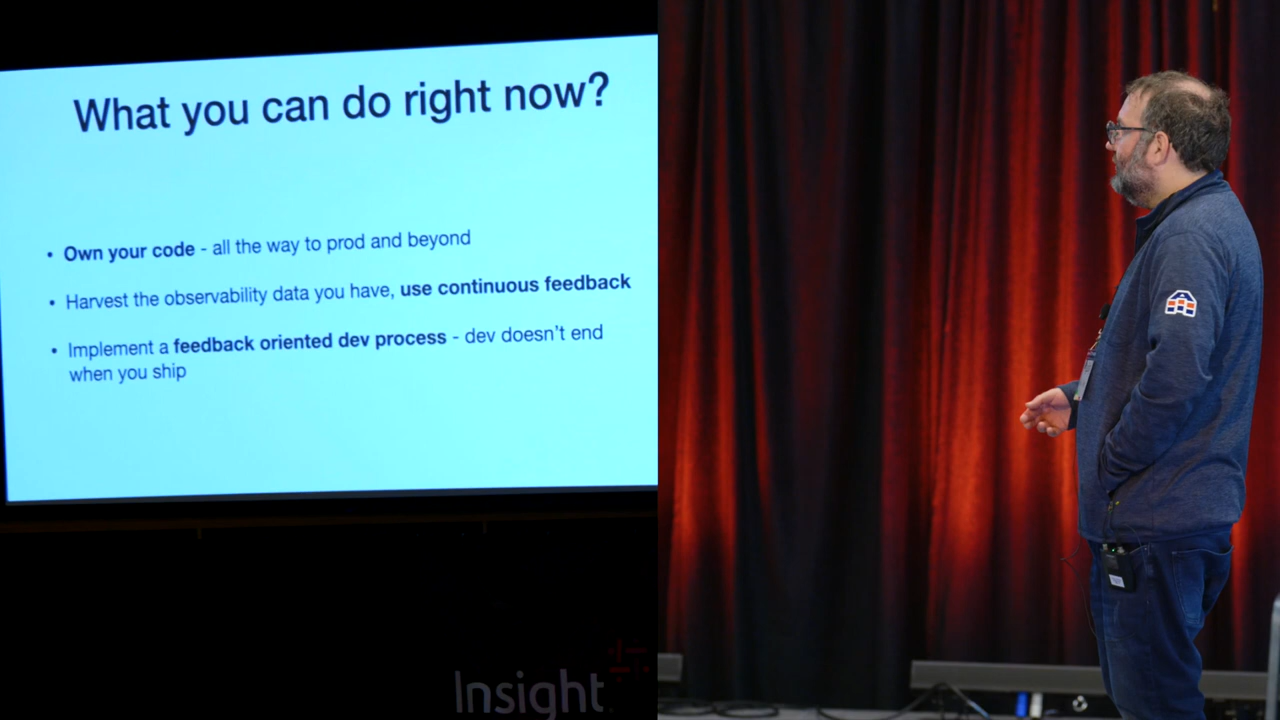 What you can do right now?
• Own your code - all the way to prod and beyond
• Harvest the observability data you have, use continuous feedback
• Implement a feedback oriented dev process - dev doesn't end
when you ship
Insight